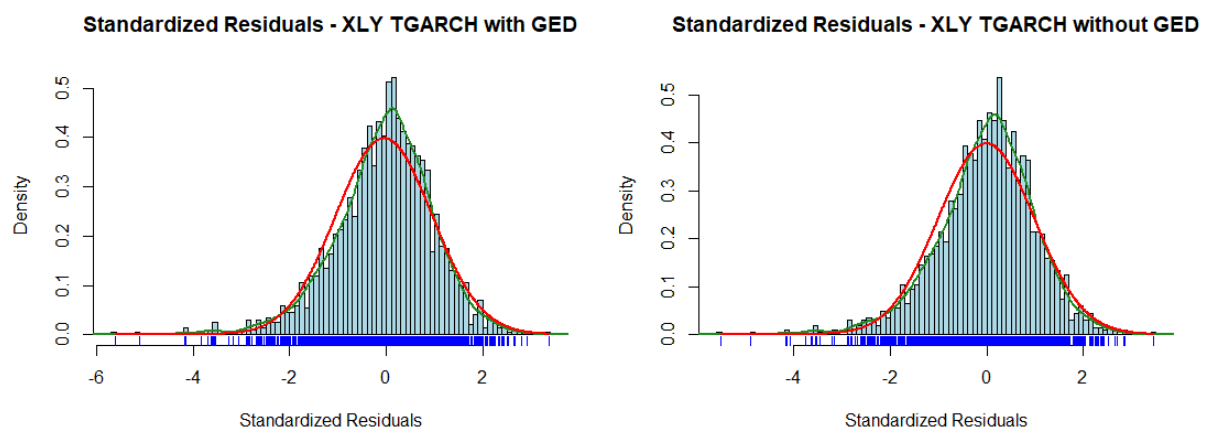 Standardized Residuals - XLY TGARCH with GED
Density
0.0 0.1 0.2 0.3 0.4 0.5
-6 -4 -2 0 2
Standardized Residuals
Standardized Residuals - XLY TGARCH without GED
Density
0.0 0.1 0.2 0.3 0.4 0.5
-4 -2 0 2
Standardized Residuals